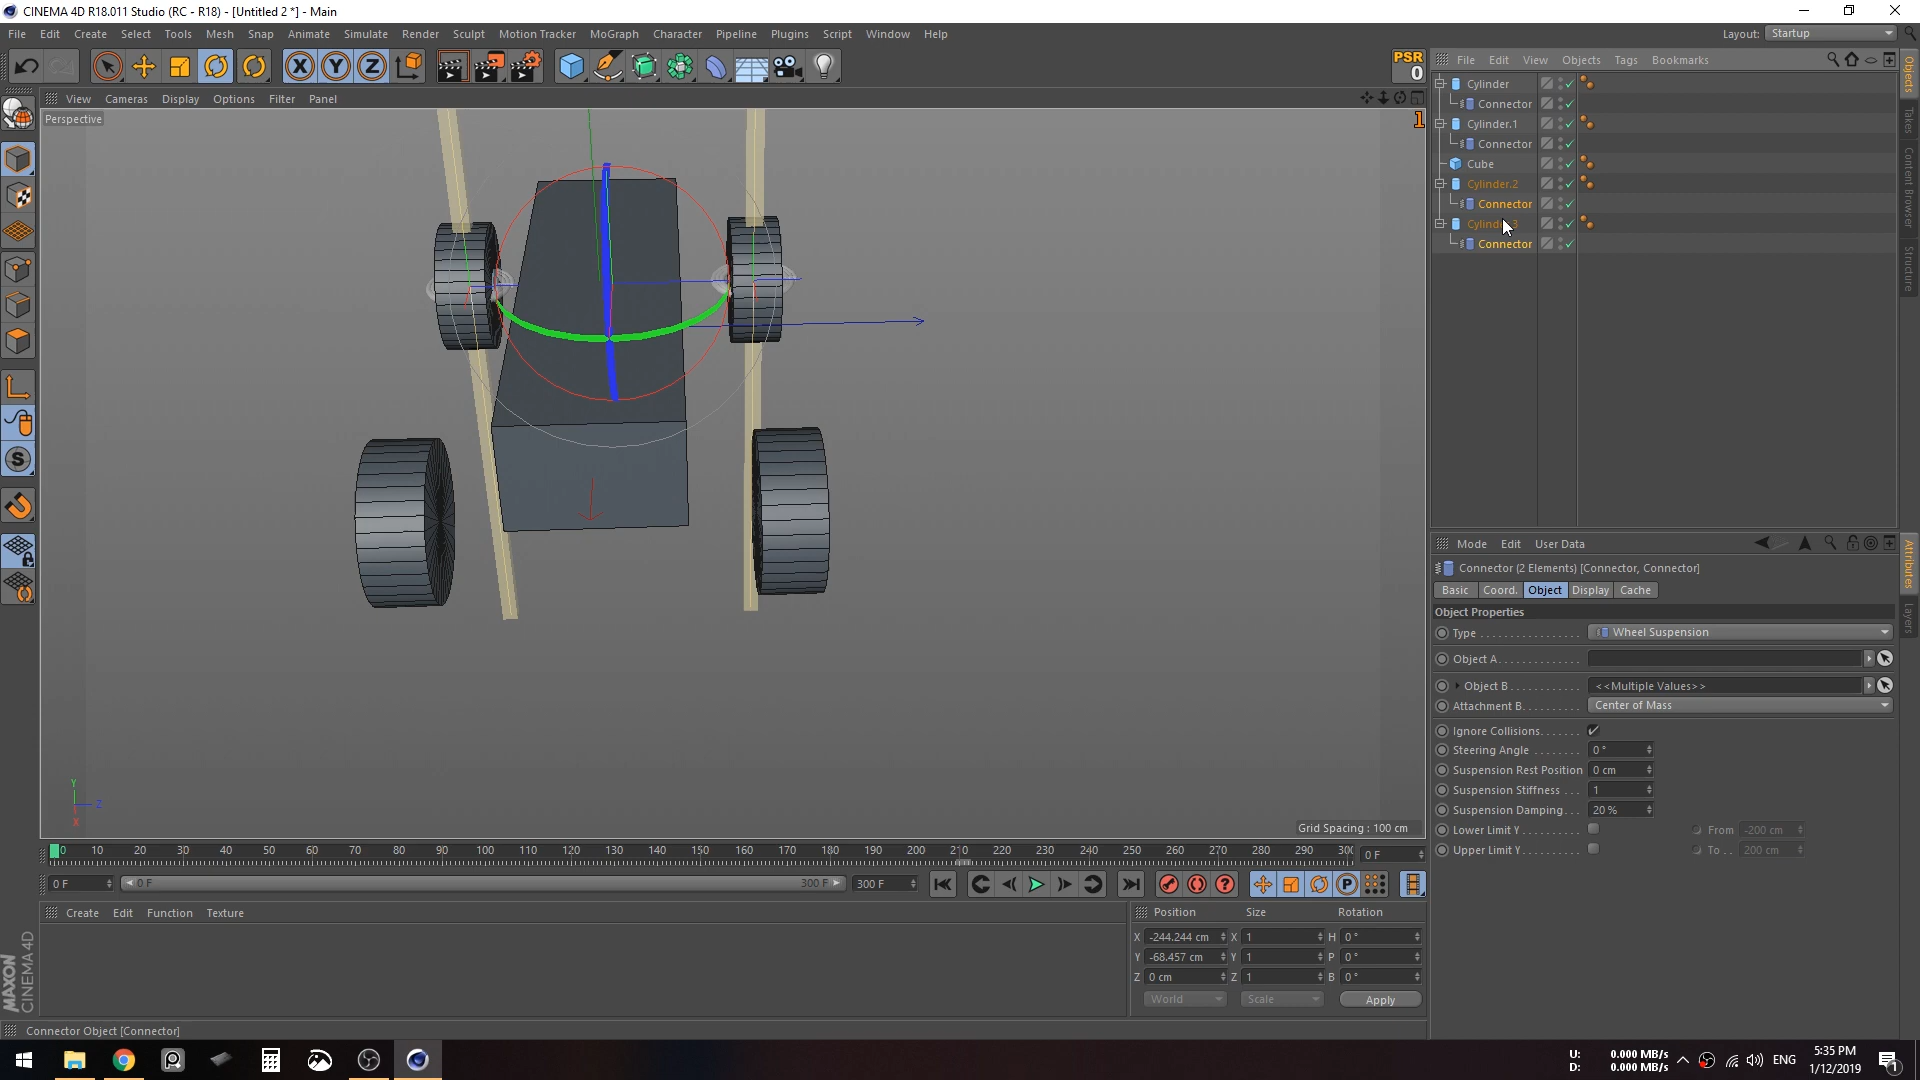 CINEMA 4D R18.011 Studio (RC - R18) - [Untitled 2 *] - Main
File Edit Create Select Tools Mesh Snap Animate Simulate Render Sculpt Motion Tracker MoGraph Character Pipeline Plugins Script Window Help Layout: Startup
X Y Z PSR 0
File Edit View Objects Tags Bookmarks
View Cameras Display Options Filter Panel
Perspective
1
Cylinder
Connector
Cylinder.1
Connector
Cube
Cylinder.2
Connector
Connector
Objects
Takes
Content Browser
Structure
Mode Edit User Data
Connector (2 Elements) [Connector, Connector]
Basic Coord. Object Display Cache
Object Properties
Type Wheel Suspension
Object A
Object B <<Multiple Values>>
Attachment B Center of Mass
Ignore Collisions
Steering Angle 0 °
Suspension Rest Position 0 cm
Suspension Stiffness 1
Suspension Damping 20 %
Lower Limit Y From -200 cm
Upper Limit Y To 200 cm
Attributes
Layers
Y
Z
X
Grid Spacing : 100 cm
0 10 20 30 40 50 60 70 80 90 100 110 120 130 140 150 160 170 180 190 200 210 220 230 240 250 260 270 280 290 0 F
0 F 0 F 300 F 300 F
Create Edit Function Texture
Position Size Rotation
X -244.244 cm X 1 H 0 °
Y -68.457 cm Y 1 P 0 °
Z 0 cm Z 1 B 0 °
World Scale Apply
MAXON
CINEMA 4D
Connector Object [Connector]
U: 0.000 MB/s
D: 0.000 MB/s
ENG
5:35 PM
1/12/2019
1